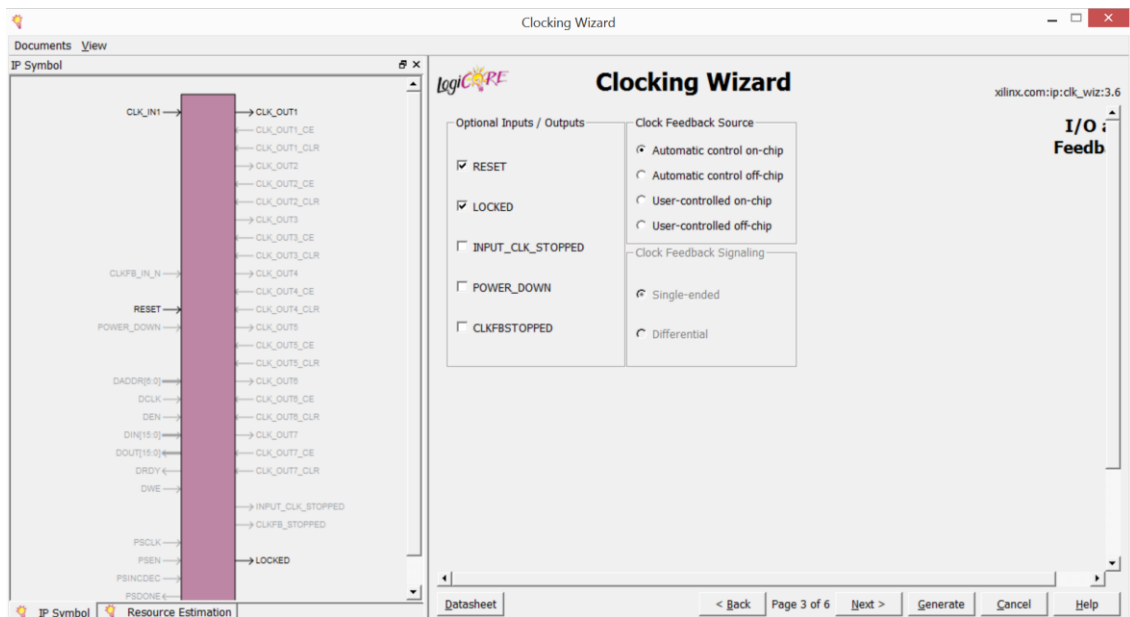 Clocking Wizard
Documents View
IP Symbol
CLK_IN1
CLKFB_IN_N
RESET
POWER_DOWN
DADDR[6:0]
DCLK
DEN
DIN[15:0]
DOUT[15:0]
DRDY
DWE
PSCLK
PSEN
PSINCDEC
PSDONE
CLK_OUT1
CLK_OUT1_CE
CLK_OUT1_CLR
CLK_OUT2
CLK_OUT2_CE
CLK_OUT2_CLR
CLK_OUT3
CLK_OUT3_CE
CLK_OUT3_CLR
CLK_OUT4
CLK_OUT4_CE
CLK_OUT4_CLR
CLK_OUT5
CLK_OUT5_CE
CLK_OUT5_CLR
CLK_OUT6
CLK_OUT6_CE
CLK_OUT6_CLR
CLK_OUT7
CLK_OUT7_CE
CLK_OUT7_CLR
INPUT_CLK_STOPPED
CLKFB_STOPPED
LOCKED
IP Symbol
Resource Estimation
LogiCORE
Clocking Wizard
xilinx.com:ip:clk_wiz:3.6
I/O a
Feedb
Optional Inputs / Outputs
RESET
LOCKED
INPUT_CLK_STOPPED
POWER_DOWN
CLKFBSTOPPED
Clock Feedback Source
Automatic control on-chip
Automatic control off-chip
User-controlled on-chip
User-controlled off-chip
Clock Feedback Signaling
Single-ended
Differential
Datasheet
< Back
Page 3 of 6
Next >
Generate
Cancel
Help